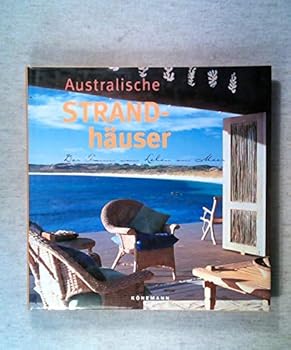 Australische
STRAND-
häuser
Der Traum vom Leben am Meer
KÖNEMANN